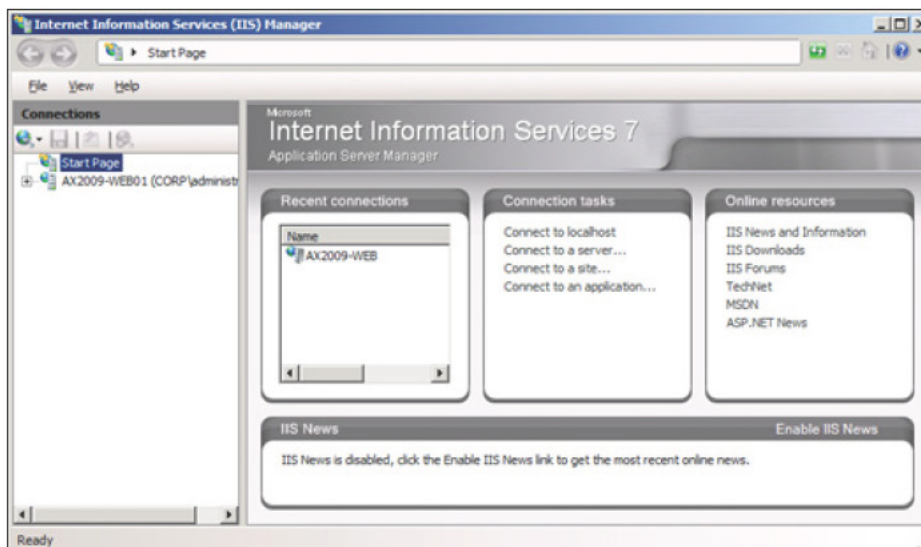 Internet Information Services (IIS) Manager
Start Page
File View Help
Connections
Start Page
AX2009-WEB01 (CORP\administr
Microsoft
Internet Information Services 7
Application Server Manager
Recent connections
Name
AX2009-WEB
Connection tasks
Connect to localhost
Connect to a server...
Connect to a site...
Connect to an application...
Online resources
IIS News and Information
IIS Downloads
IIS Forums
TechNet
MSDN
ASP.NET News
IIS News
Enable IIS News
IIS News is disabled, click the Enable IIS News link to get the most recent online news.
Ready